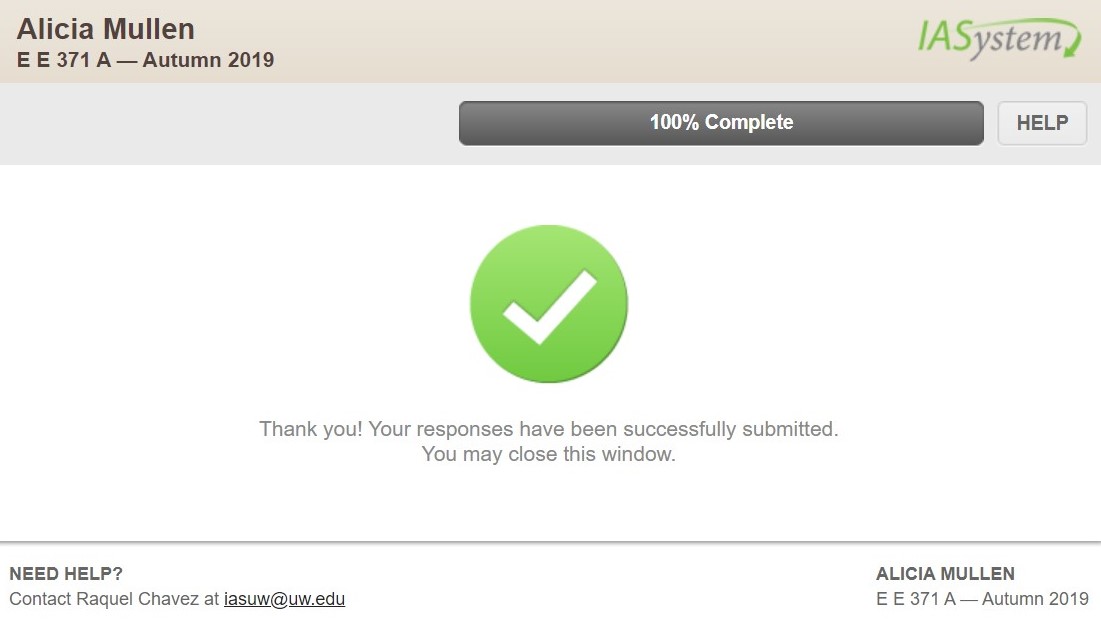 Alicia Mullen
E E 371 A — Autumn 2019
IASystem
100% Complete
HELP
Thank you! Your responses have been successfully submitted.
You may close this window.
NEED HELP?
Contact Raquel Chavez at iasuw@uw.edu
ALICIA MULLEN
E E 371 A — Autumn 2019